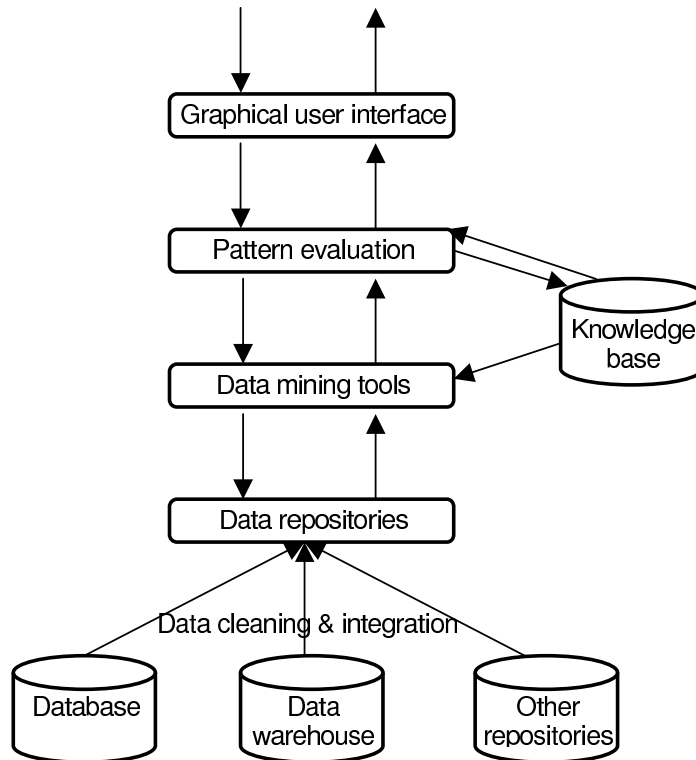 Graphical user interface
Pattern evaluation
Knowledge
base
Data mining tools
Data repositories
Data cleaning & integration
Database
Data
warehouse
Other
repositories